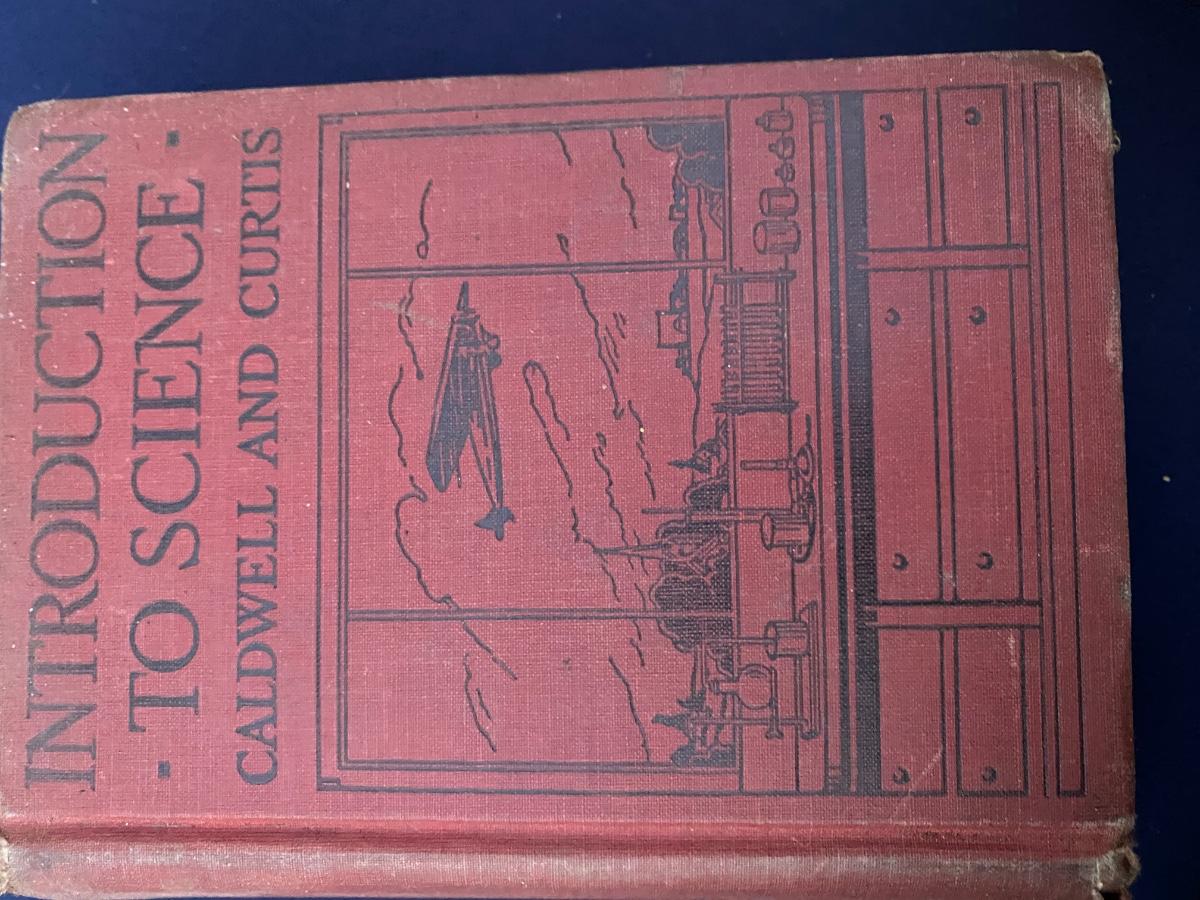 INTRODUCTION
- TO SCIENCE -
CALDWELL AND CURTIS